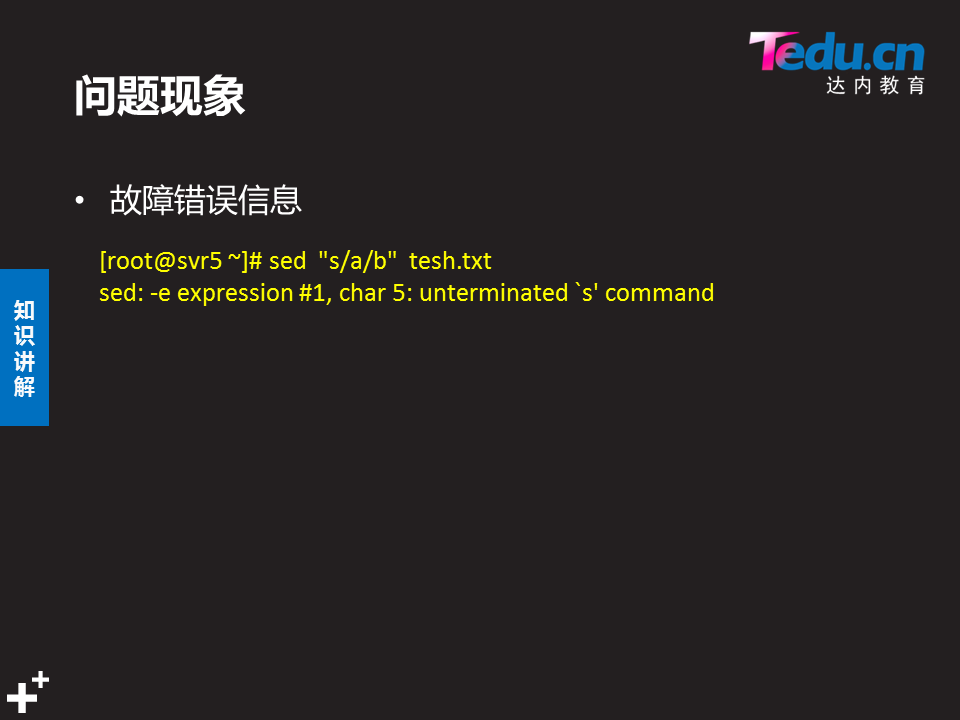 Tedu.cn
达内教育
问题现象
• 故障错误信息
[root@svr5 ~]# sed  "s/a/b"  tesh.txt
sed: -e expression #1, char 5: unterminated `s' command
知
识
讲
解